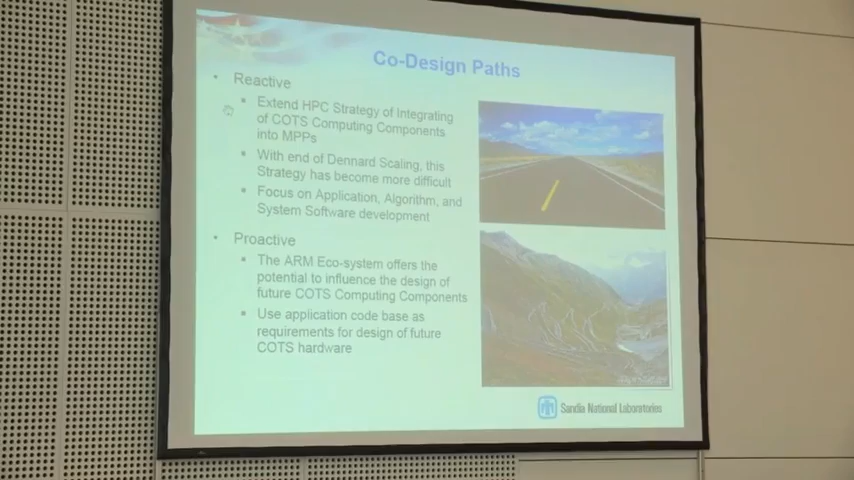 Co-Design Paths
Reactive
Extend HPC Strategy of Integrating
of COTS Computing Components
into MPPs
With end of Dennard Scaling, this
Strategy has become more difficult
Focus on Application, Algorithm, and
System Software development
Proactive
The ARM Eco-system offers the
potential to influence the design of
future COTS Computing Components
Use application code base as
requirements for design of future
COTS hardware
Sandia National Laboratories